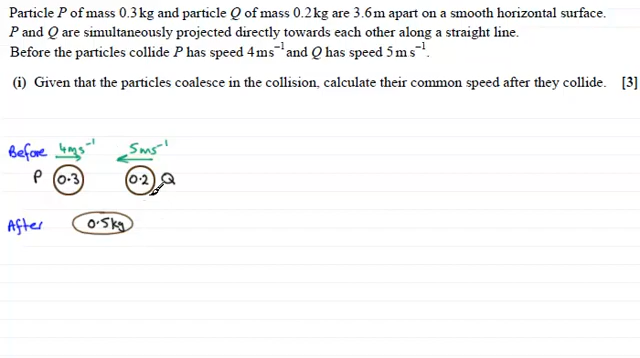 Particle P of mass 0.3 kg and particle Q of mass 0.2 kg are 3.6 m apart on a smooth horizontal surface.
P and Q are simultaneously projected directly towards each other along a straight line.
Before the particles collide P has speed 4 m s⁻¹ and Q has speed 5 m s⁻¹.
(i) Given that the particles coalesce in the collision, calculate their common speed after they collide. [3]
Before 4ms⁻¹ 5ms⁻¹
P 0.3 0.2 Q
After 0.5kg